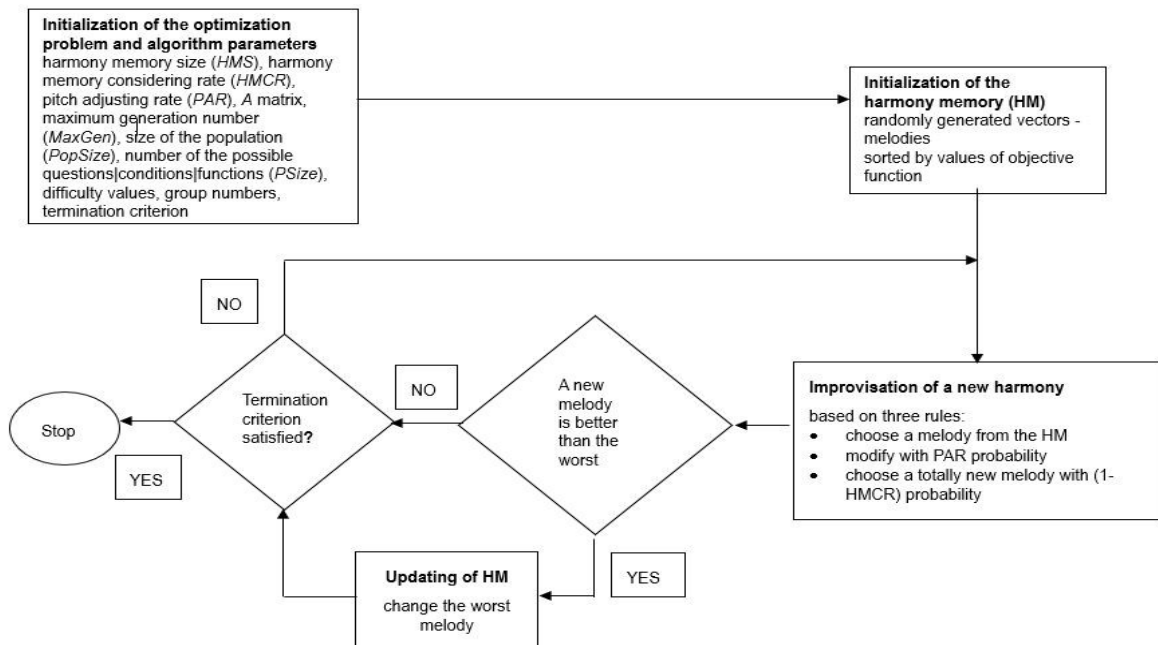 Initialization of the optimization
problem and algorithm parameters
harmony memory size (HMS), harmony
memory considering rate (HMCR),
pitch adjusting rate (PAR), A matrix,
maximum generation number
(MaxGen), size of the population
(PopSize), number of the possible
questions|conditions|functions (PSize),
difficulty values, group numbers,
termination criterion
Initialization of the
harmony memory (HM)
randomly generated vectors -
melodies
sorted by values of objective
function
Improvisation of a new harmony
based on three rules:
• choose a melody from the HM
• modify with PAR probability
• choose a totally new melody with (1-
HMCR) probability
A new
melody
is better
than the
worst
YES
Updating of HM
change the worst
melody
NO
Termination
criterion
satisfied?
NO
YES
Stop